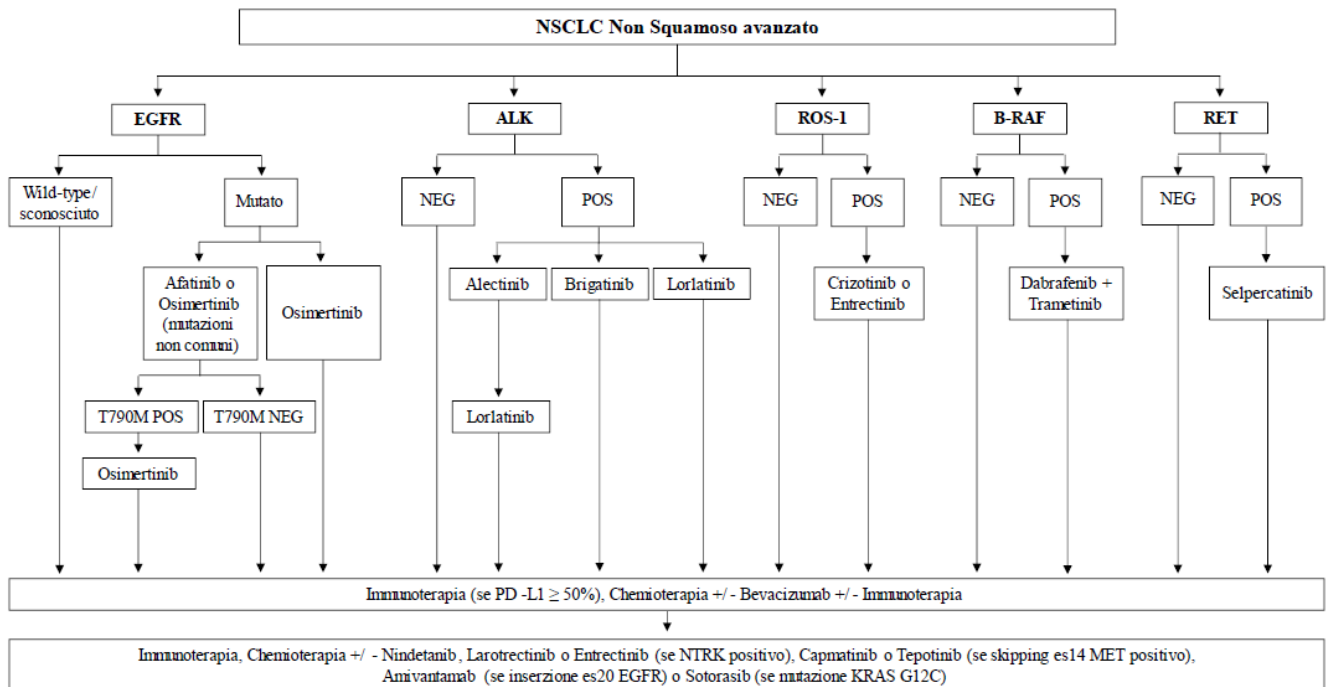 NSCLC Non Squamoso avanzato
EGFR
ALK
ROS-1
B-RAF
RET
Wild-type/
sconosciuto
Mutato
NEG
POS
NEG
POS
NEG
POS
NEG
POS
Afatinib o
Osimertinib
(mutazioni
non comuni)
Osimertinib
Alectinib
Brigatinib
Lorlatinib
Crizotinib o
Entrectinib
Dabrafenib +
Trametinib
Selpercatinib
T790M POS
T790M NEG
Lorlatinib
Osimertinib
Immunoterapia (se PD -L1 ≥ 50%), Chemioterapia +/ - Bevacizumab +/ - Immunoterapia
Immunoterapia, Chemioterapia +/ - Nindetanib, Larotrectinib o Entrectinib (se NTRK positivo), Capmatinib o Tepotinib (se skipping es14 MET positivo),
Amivantamab (se inserzione es20 EGFR) o Sotorasib (se mutazione KRAS G12C)